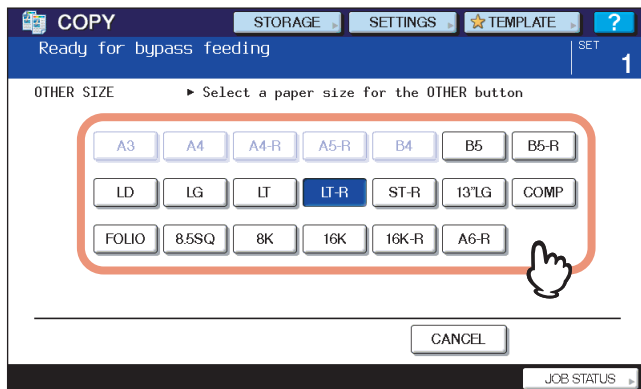 COPY STORAGE SETTINGS TEMPLATE ?
Ready for bypass feeding SET 1
OTHER SIZE ► Select a paper size for the OTHER button
A3 A4 A4-R A5-R B4 B5 B5-R
LD LG LT LT-R ST-R 13"LG COMP
FOLIO 8.5SQ 8K 16K 16K-R A6-R
CANCEL
JOB STATUS